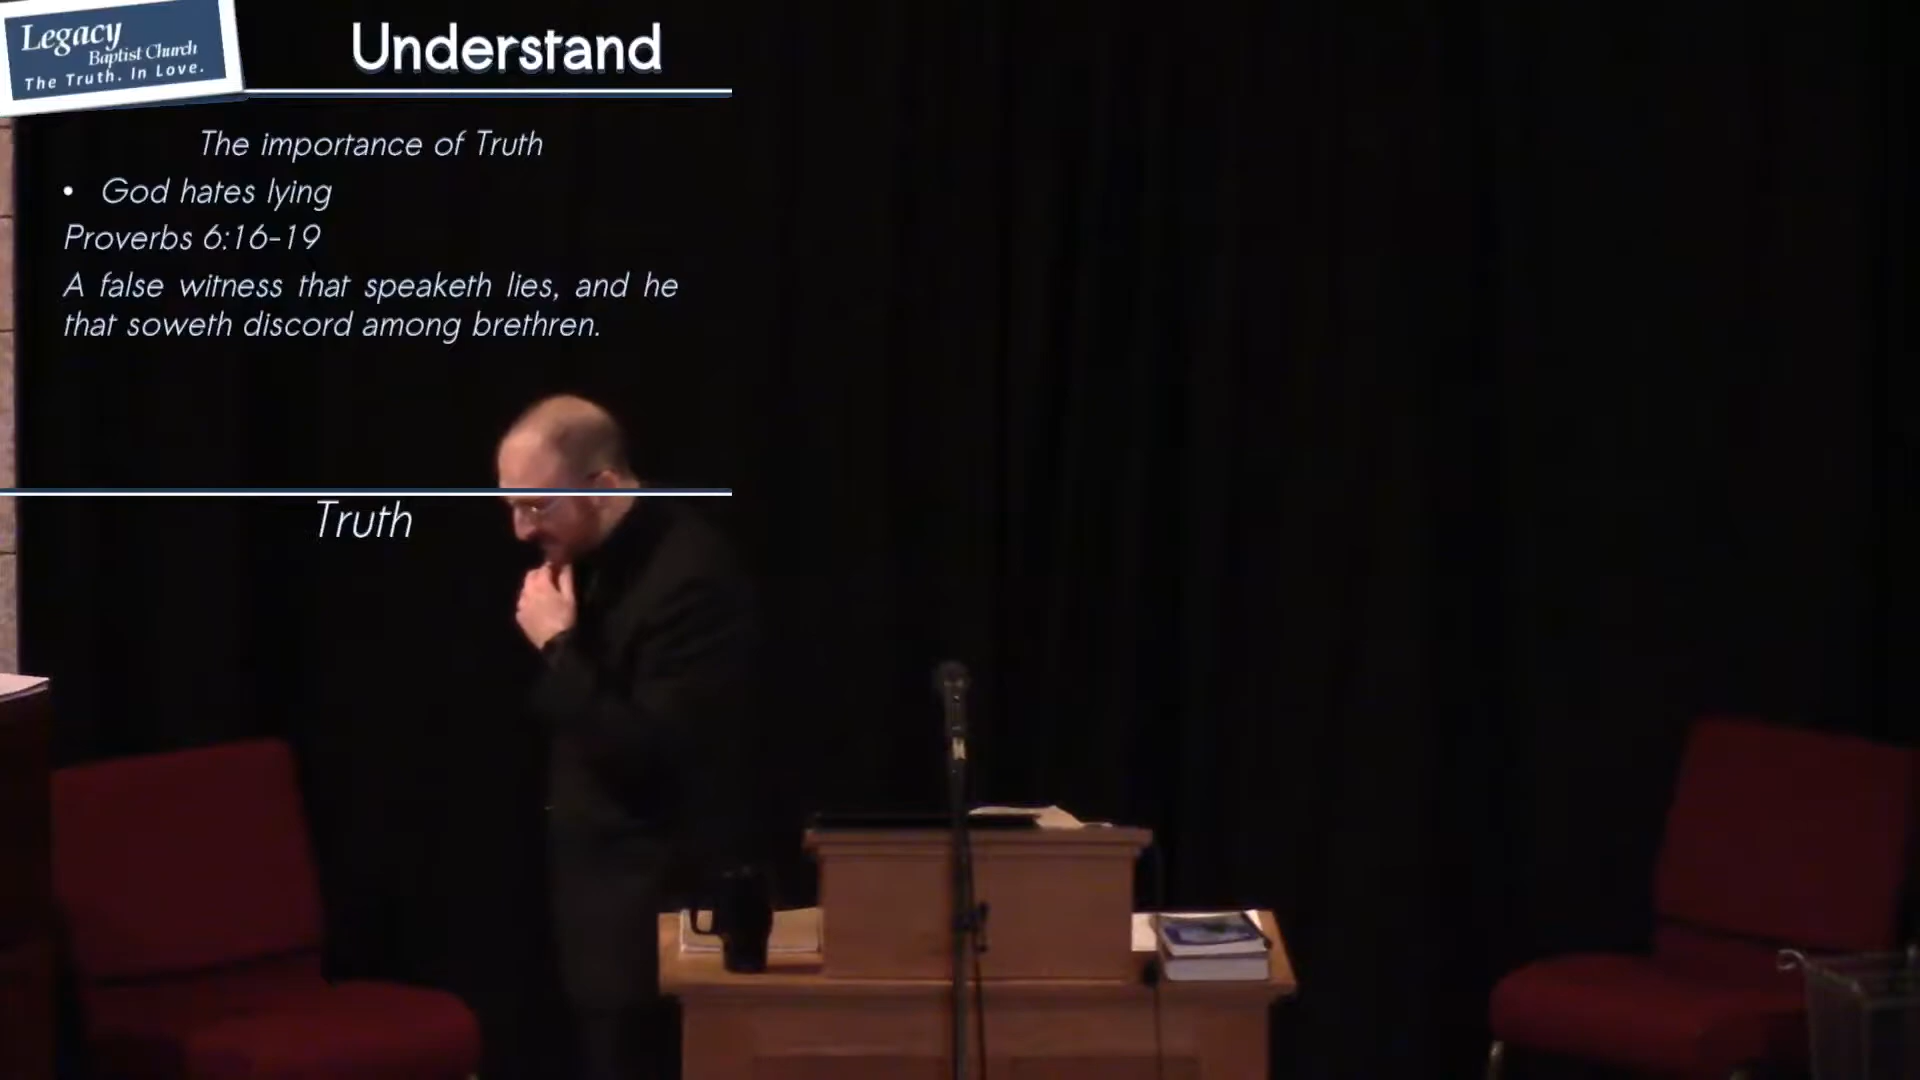 Legacy
Baptist Church
The Truth. In Love.
Understand
The importance of Truth
• God hates lying
Proverbs 6:16-19
A false witness that speaketh lies, and he
that soweth discord among brethren.
Truth